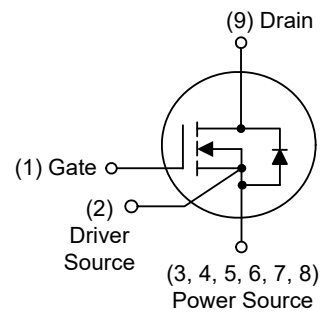 (9) Drain
(1) Gate
(2)
Driver
Source
(3, 4, 5, 6, 7, 8)
Power Source